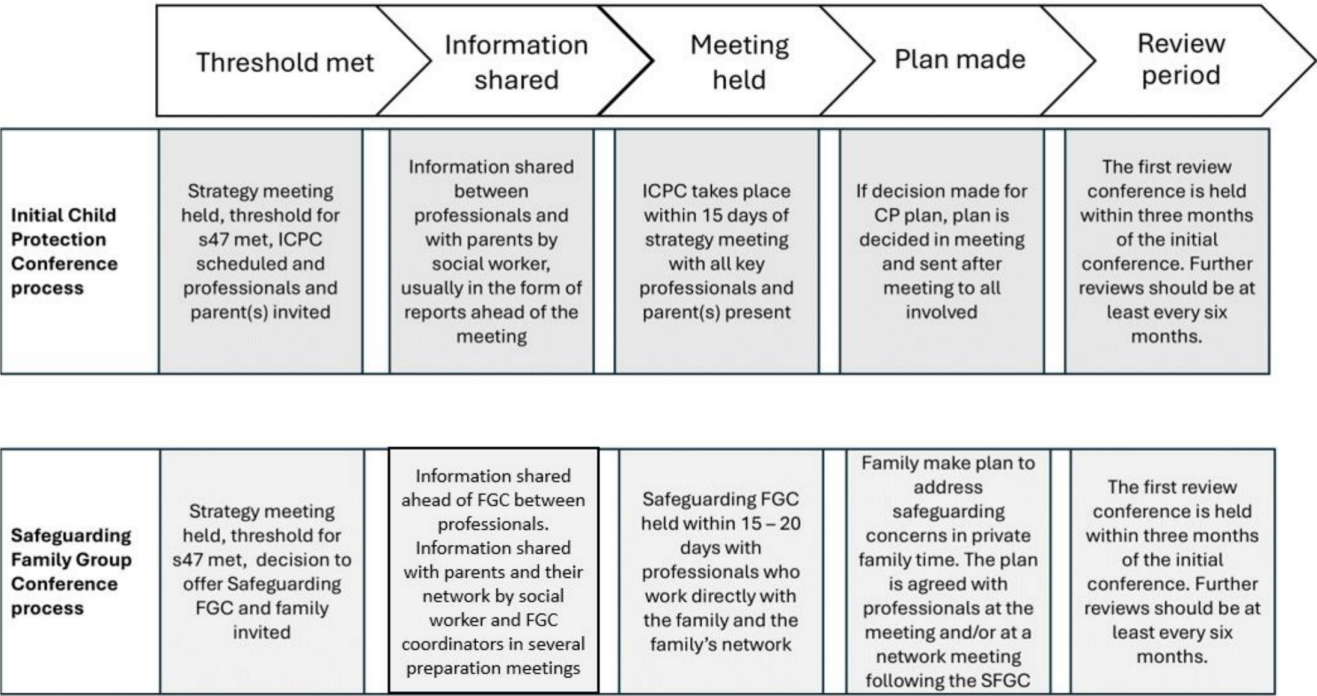 Threshold met
Information
shared
Meeting
held
Plan made
Review
period
Initial Child
Protection
Conference
process
Strategy meeting
held, threshold for
s47 met, ICPC
scheduled and
professionals and
parent(s) invited
Information shared
between
professionals and
with parents by
social worker,
usually in the form of
reports ahead of the
meeting
ICPC takes place
within 15 days of
strategy meeting
with all key
professionals and
parent(s) present
If decision made for
CP plan, plan is
decided in meeting
and sent after
meeting to all
involved
The first review
conference is held
within three months
of the initial
conference. Further
reviews should be at
least every six
months.
Safeguarding
Family Group
Conference
process
Strategy meeting
held, threshold for
s47 met, decision to
offer Safeguarding
FGC and family
invited
Information shared
ahead of FGC between
professionals.
Information shared
with parents and their
network by social
worker and FGC
coordinators in several
preparation meetings
Safeguarding FGC
held within 15 – 20
days with
professionals who
work directly with
the family and the
family's network
Family make plan to
address
safeguarding
concerns in private
family time. The plan
is agreed with
professionals at the
meeting and/or at a
network meeting
following the SFGC
The first review
conference is held
within three months
of the initial
conference. Further
reviews should be at
least every six
months.